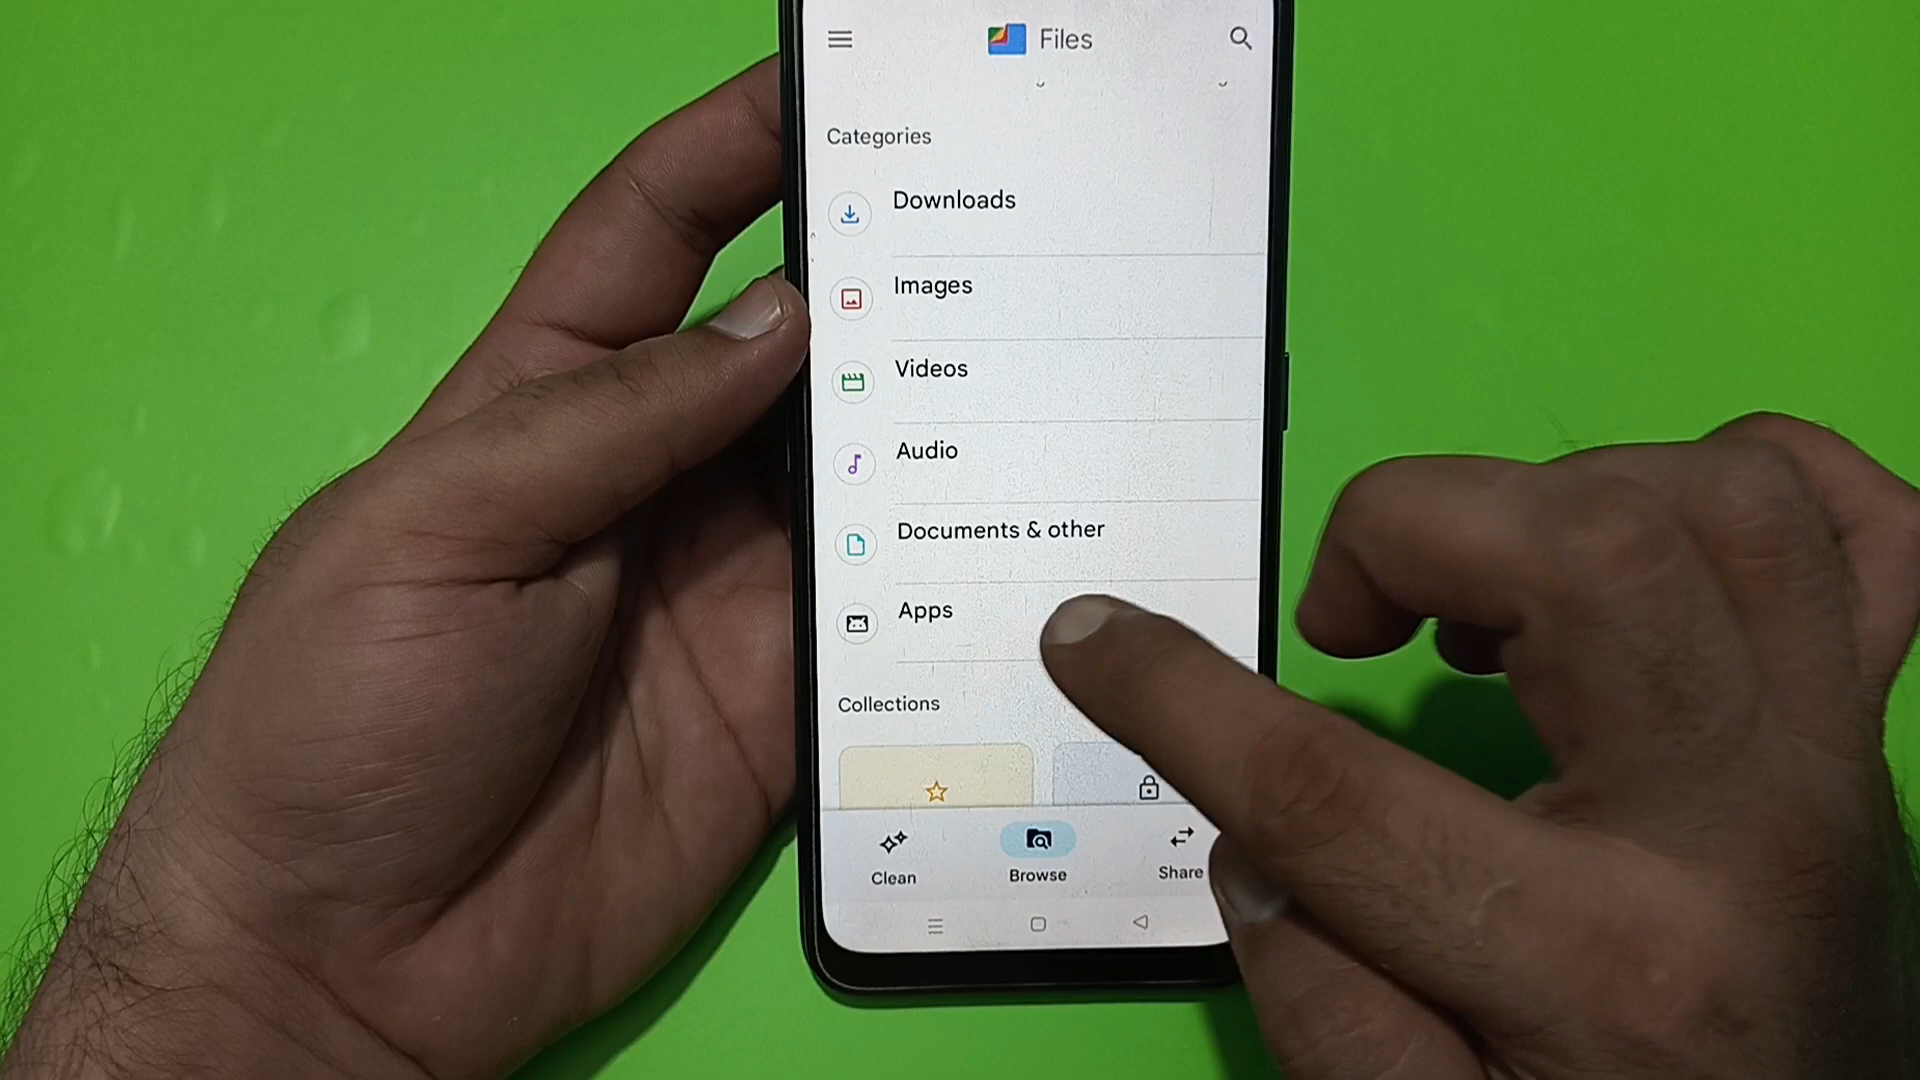 Files
Categories
Downloads
Images
Videos
Audio
Documents & other
Apps
Collections
Clean
Browse
Share